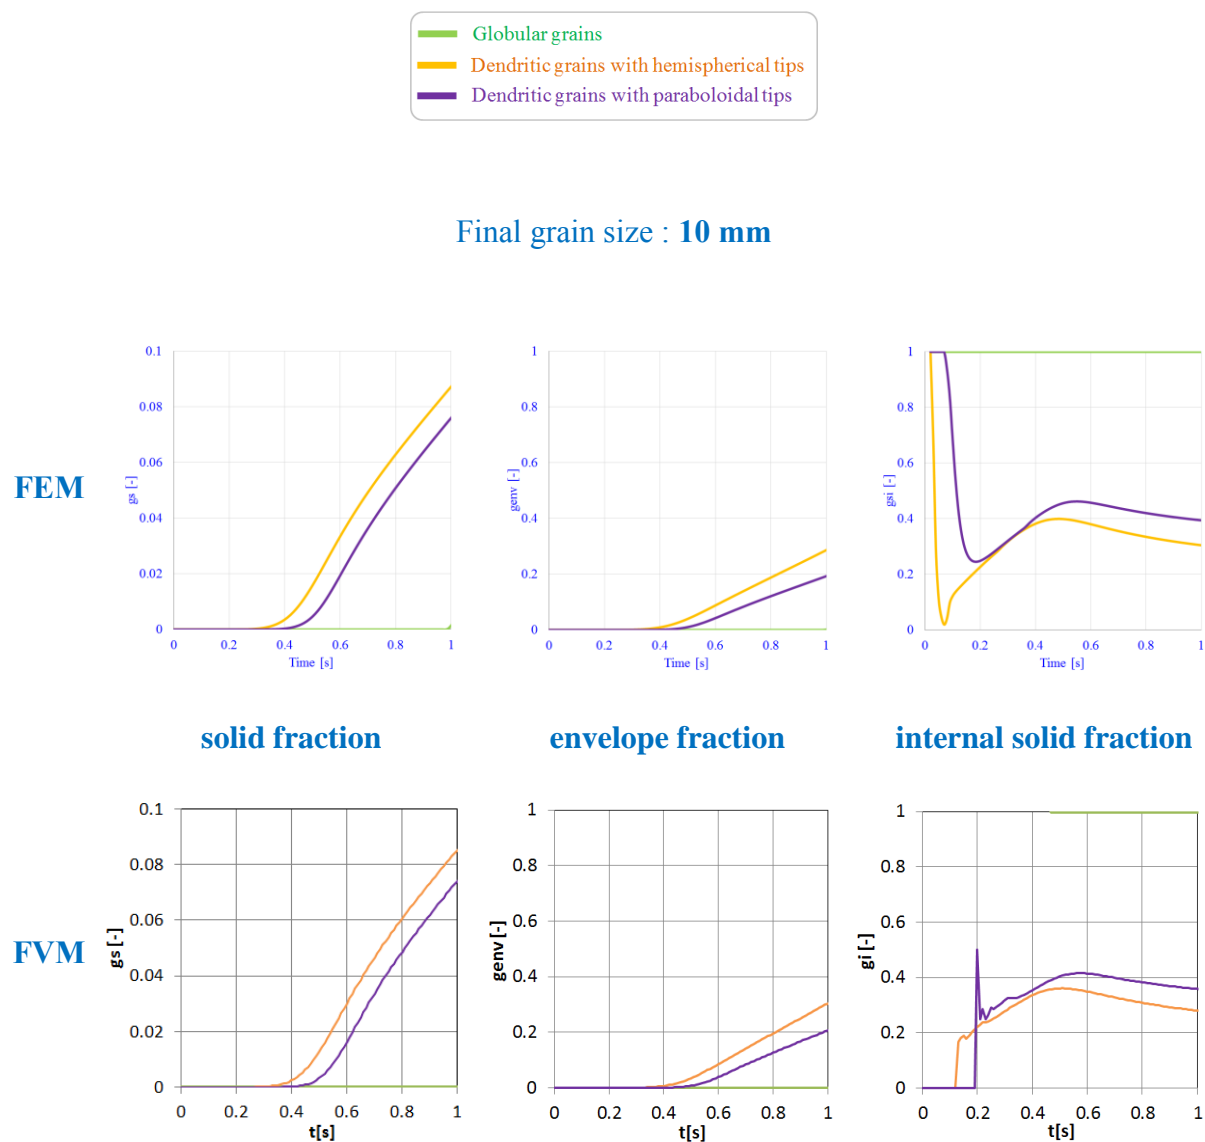 Globular grains
Dendritic grains with hemispherical tips
Dendritic grains with paraboloidal tips
Final grain size : 10 mm
FEM
0.1
0.08
0.06
0.04
0.02
0
gs [-]
0 0.2 0.4 0.6 0.8 1
Time [s]
1
0.8
0.6
0.4
0.2
0
genv [-]
0 0.2 0.4 0.6 0.8 1
Time [s]
1
0.8
0.6
0.4
0.2
0
gsi [-]
0 0.2 0.4 0.6 0.8 1
Time [s]
solid fraction
envelope fraction
internal solid fraction
FVM
0.1
0.08
0.06
0.04
0.02
0
gs [-]
0 0.2 0.4 0.6 0.8 1
t[s]
1
0.8
0.6
0.4
0.2
0
genv [-]
0 0.2 0.4 0.6 0.8 1
t[s]
1
0.8
0.6
0.4
0.2
0
gi [-]
0 0.2 0.4 0.6 0.8 1
t[s]